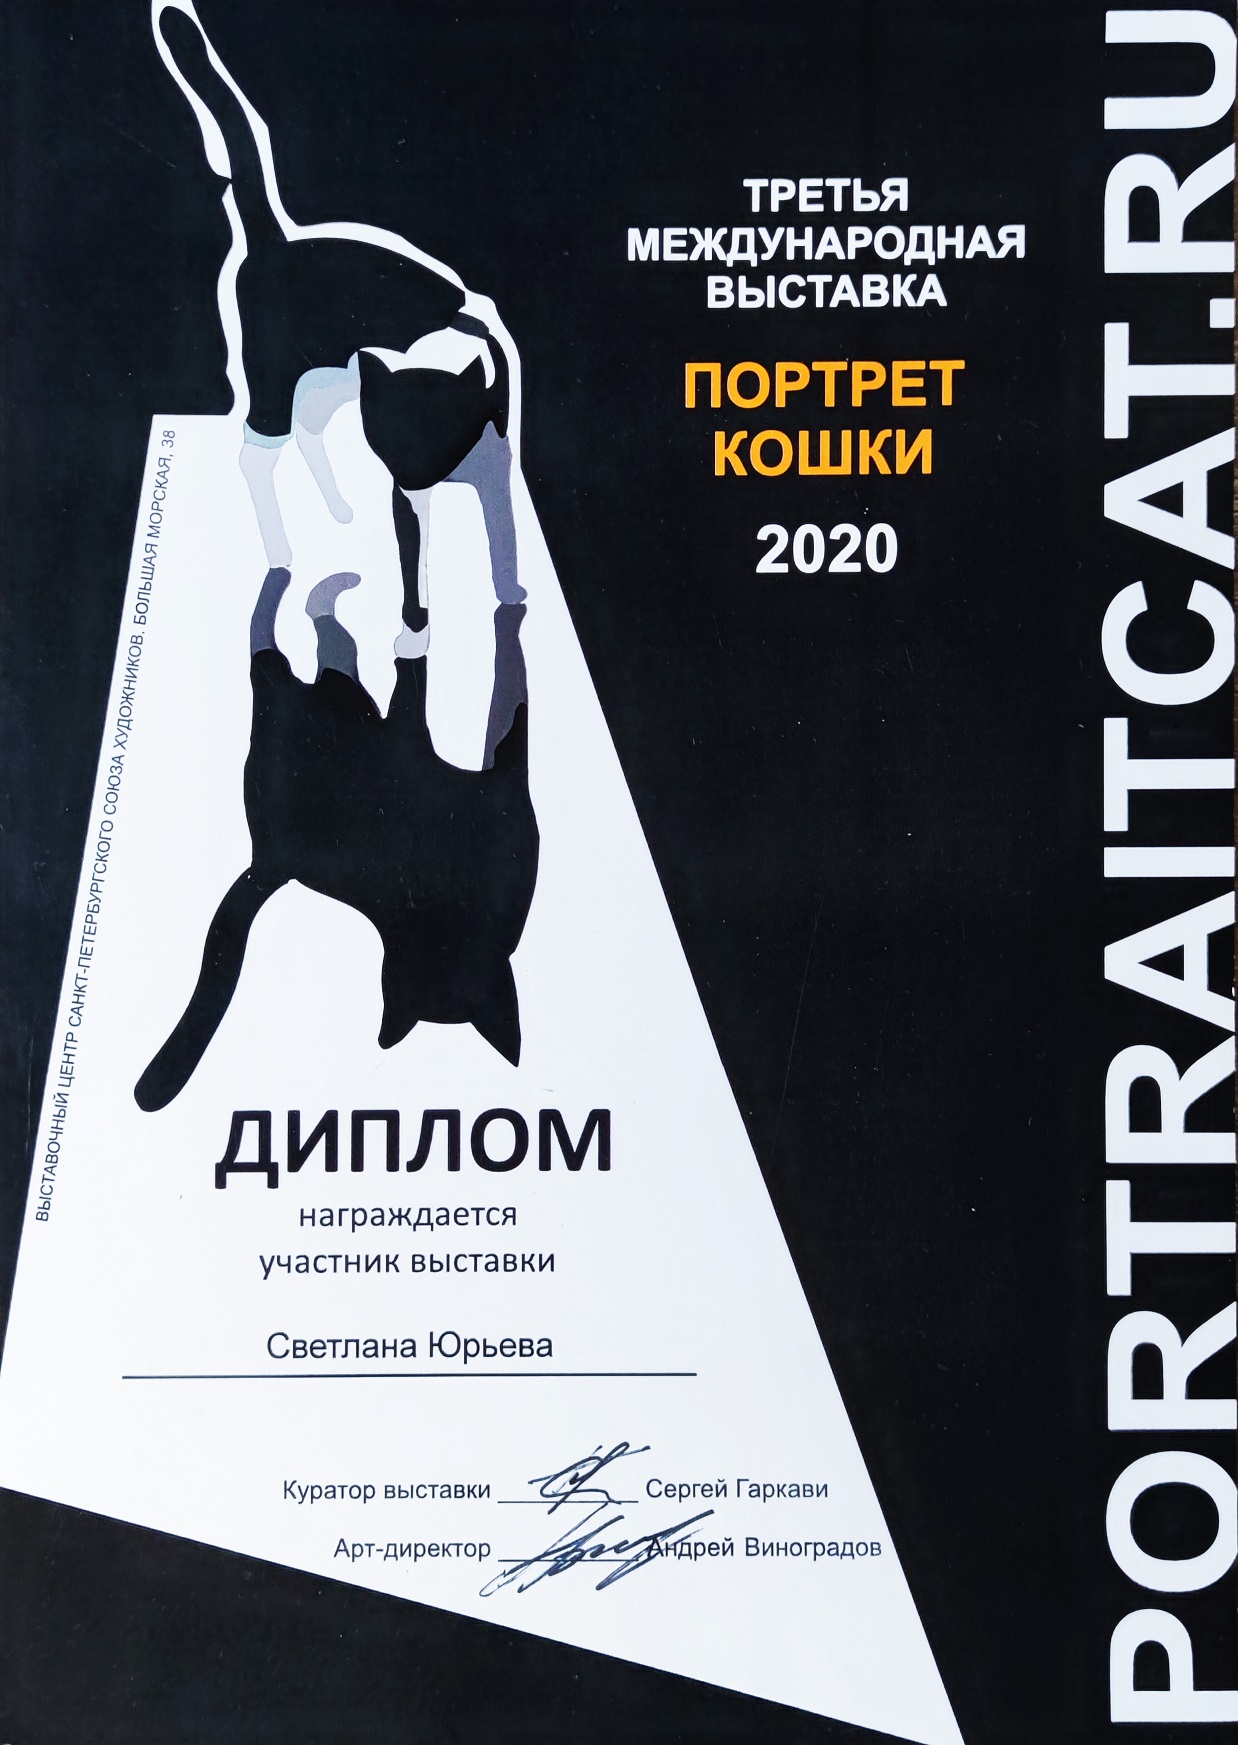 ТРЕТЬЯ
МЕЖДУНАРОДНАЯ
ВЫСТАВКА
ПОРТРЕТ
КОШКИ
2020
PORTRAITCAT.RU
ВЫСТАВОЧНЫЙ ЦЕНТР САНКТ-ПЕТЕРБУРГСКОГО СОЮЗА ХУДОЖНИКОВ. БОЛЬШАЯ МОРСКАЯ, 38
ДИПЛОМ
награждается
участник выставки
Светлана Юрьева
Куратор выставки Сергей Гаркави
Арт-директор Андрей Виноградов